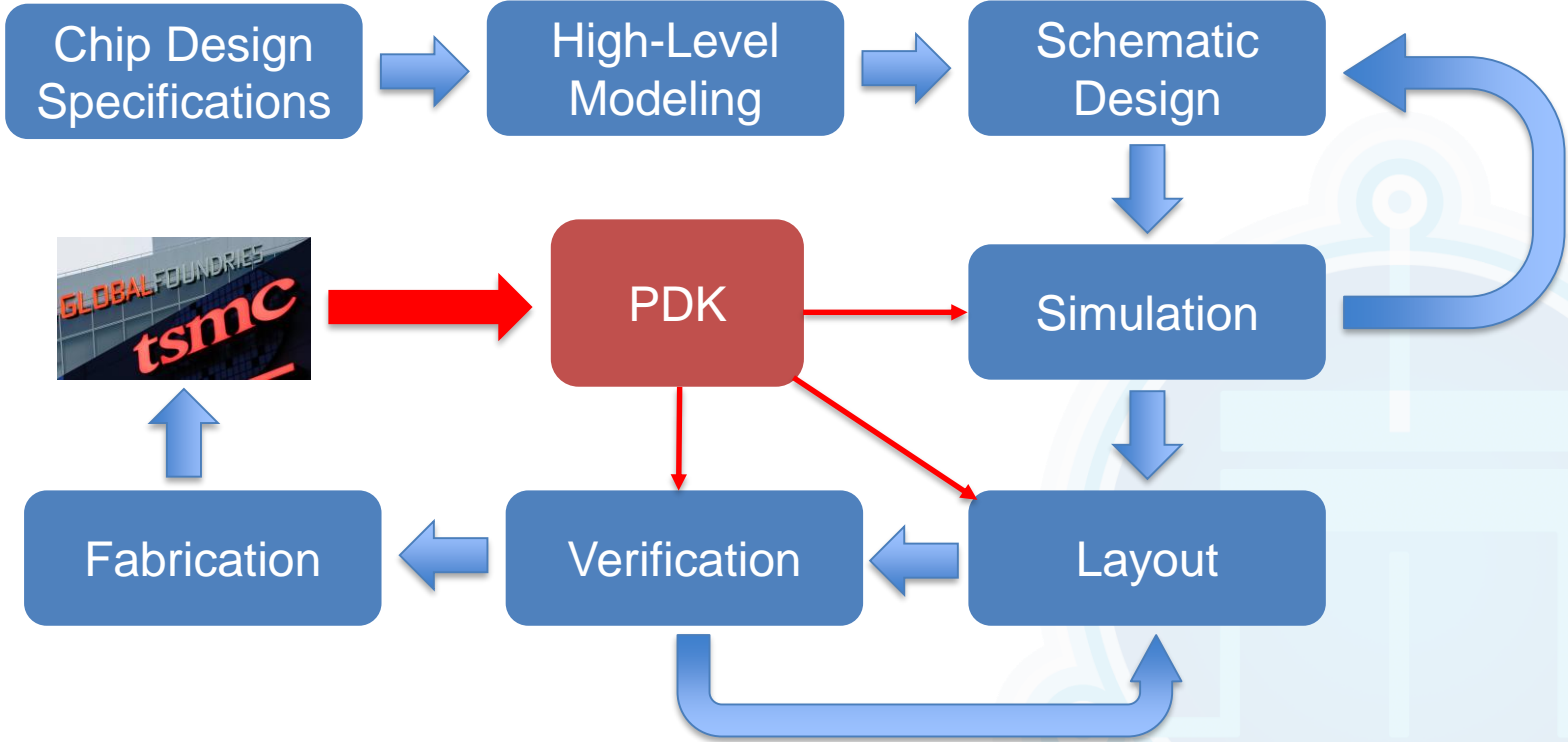 Chip Design
Specifications
High-Level
Modeling
Schematic
Design
GLOBALFOUNDRIES
tsmc
PDK
Simulation
Fabrication
Verification
Layout